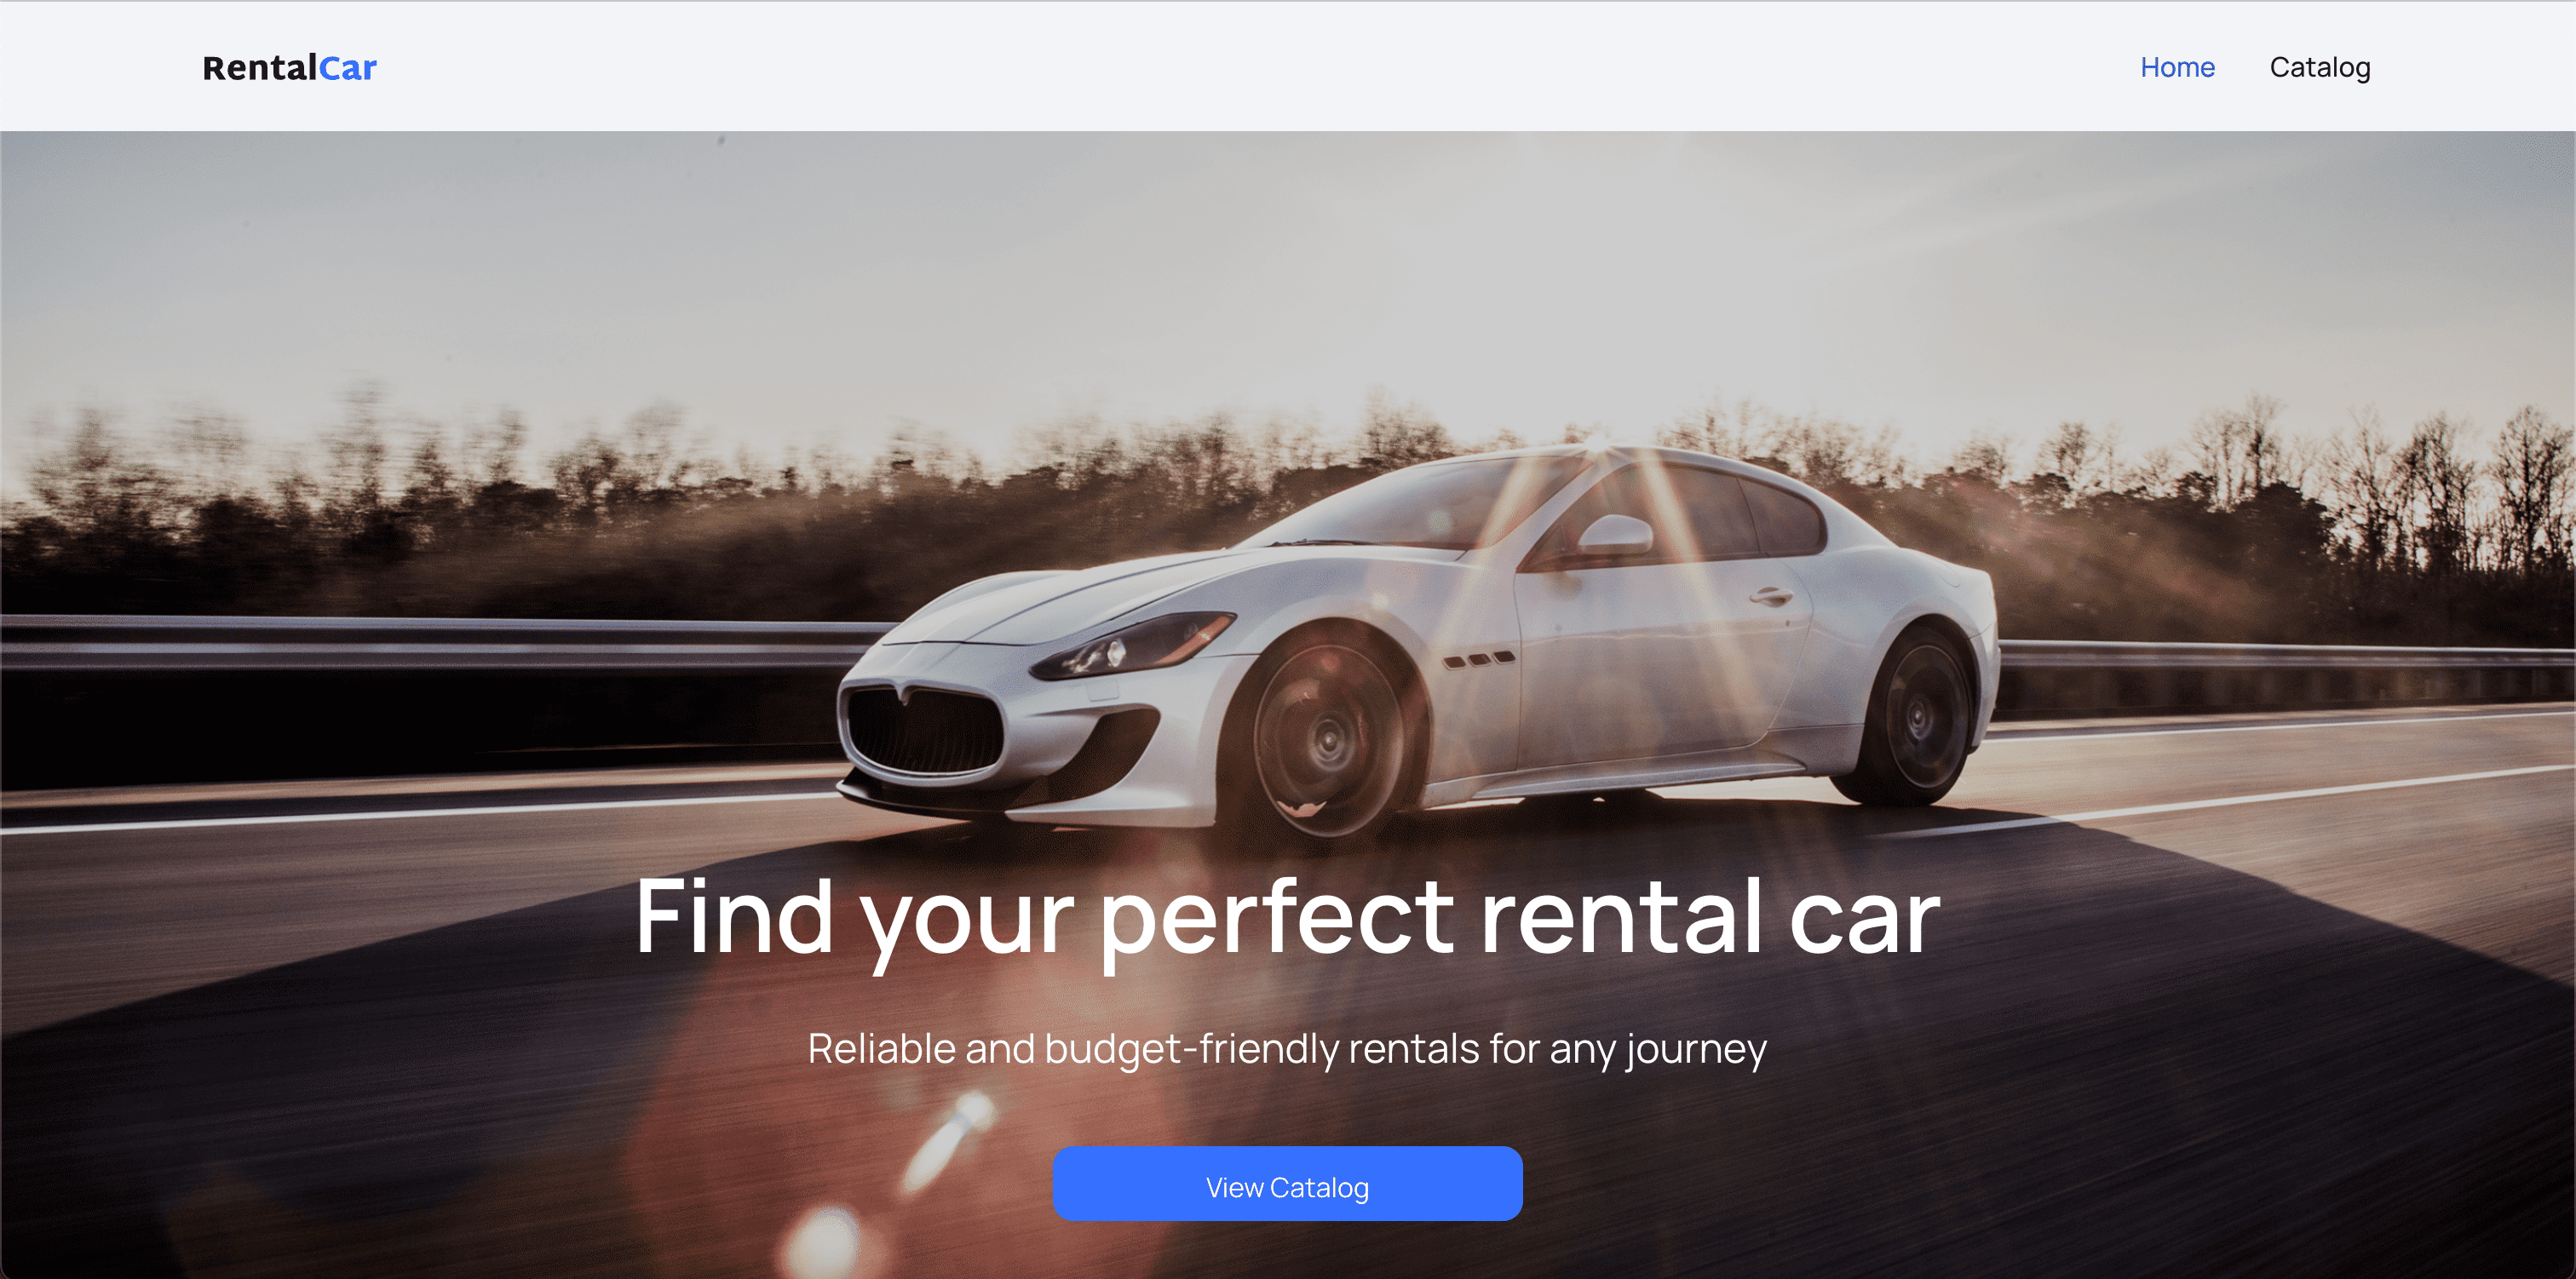 RentalCar
Home Catalog
Find your perfect rental car
Reliable and budget-friendly rentals for any journey
View Catalog